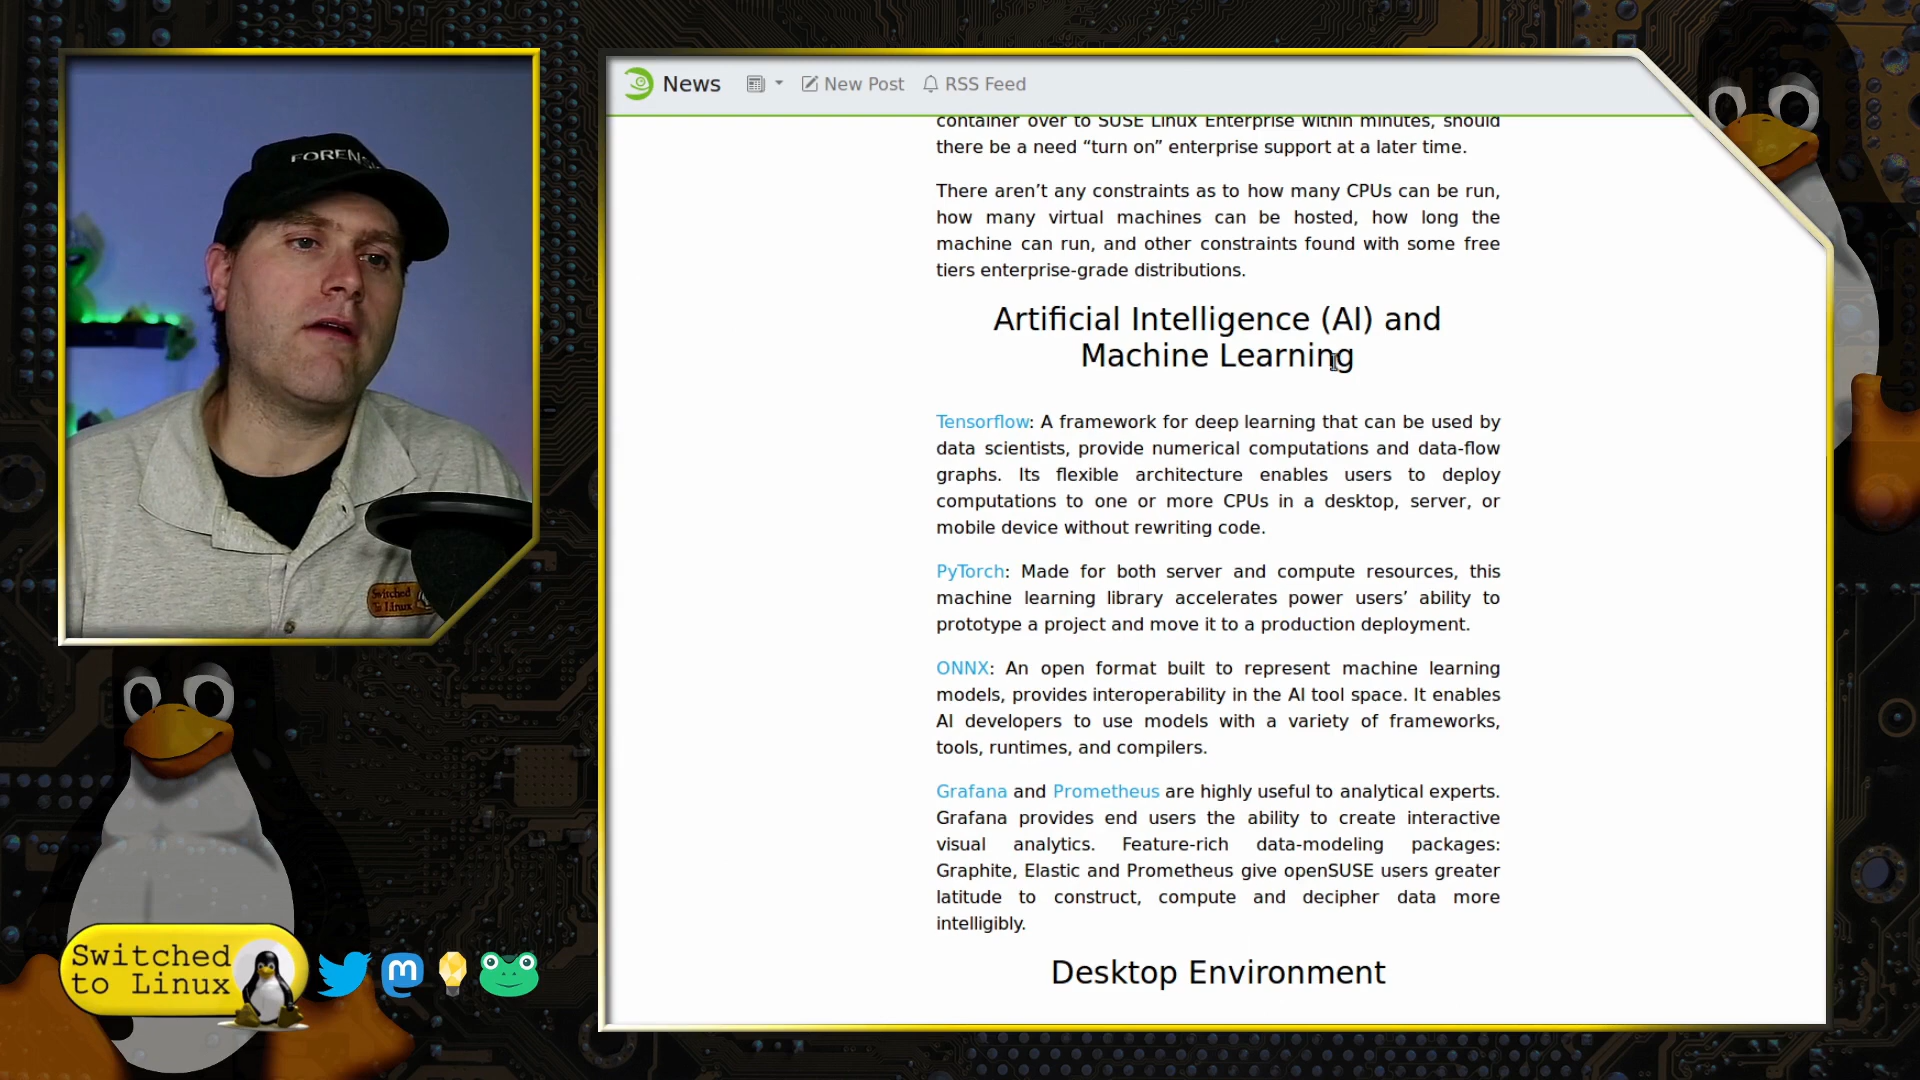 FOREN
Switched
To Linux
Switched
to Linux
News
New Post
RSS Feed
container over to SUSE Linux Enterprise within minutes, should
there be a need “turn on” enterprise support at a later time.
There aren’t any constraints as to how many CPUs can be run,
how many virtual machines can be hosted, how long the
machine can run, and other constraints found with some free
tiers enterprise-grade distributions.
Artificial Intelligence (AI) and
Machine Learning
Tensorflow: A framework for deep learning that can be used by
data scientists, provide numerical computations and data-flow
graphs. Its flexible architecture enables users to deploy
computations to one or more CPUs in a desktop, server, or
mobile device without rewriting code.
PyTorch: Made for both server and compute resources, this
machine learning library accelerates power users’ ability to
prototype a project and move it to a production deployment.
ONNX: An open format built to represent machine learning
models, provides interoperability in the AI tool space. It enables
AI developers to use models with a variety of frameworks,
tools, runtimes, and compilers.
Grafana and Prometheus are highly useful to analytical experts.
Grafana provides end users the ability to create interactive
visual analytics. Feature-rich data-modeling packages:
Graphite, Elastic and Prometheus give openSUSE users greater
latitude to construct, compute and decipher data more
intelligibly.
Desktop Environment